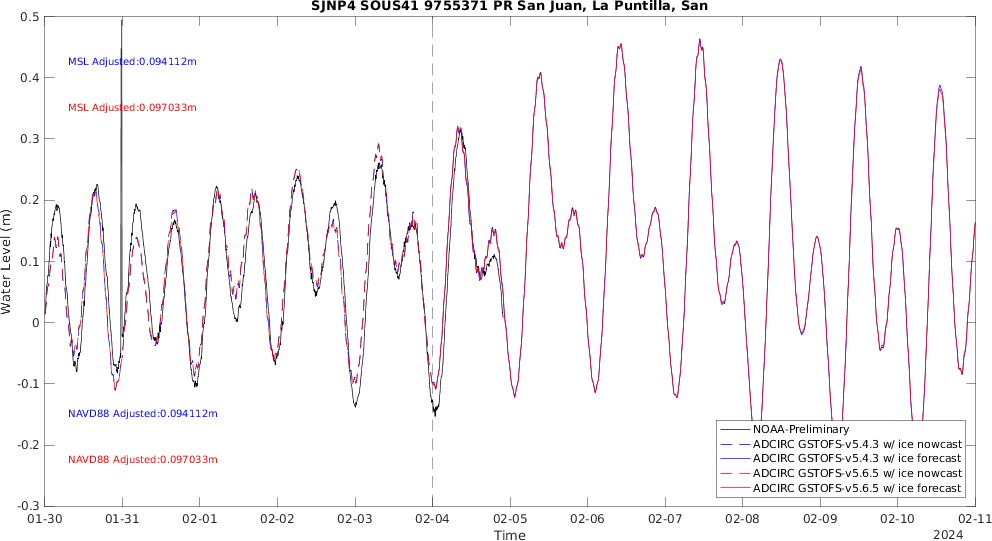 SJNP4 SOUS41 9755371 PR San Juan, La Puntilla, San
0.5
0.4
0.3
0.2
0.1
0
-0.1
-0.2
-0.3
Water Level (m)
MSL Adjusted:0.094112m
MSL Adjusted:0.097033m
NAVD88 Adjusted:0.094112m
NAVD88 Adjusted:0.097033m
NOAA-Preliminary
ADCIRC GSTOFS-v5.4.3 w/ ice nowcast
ADCIRC GSTOFS-v5.4.3 w/ ice forecast
ADCIRC GSTOFS-v5.6.5 w/ ice nowcast
ADCIRC GSTOFS-v5.6.5 w/ ice forecast
01-30 01-31 02-01 02-02 02-03 02-04 02-05 02-06 02-07 02-08 02-09 02-10 02-11
Time
2024